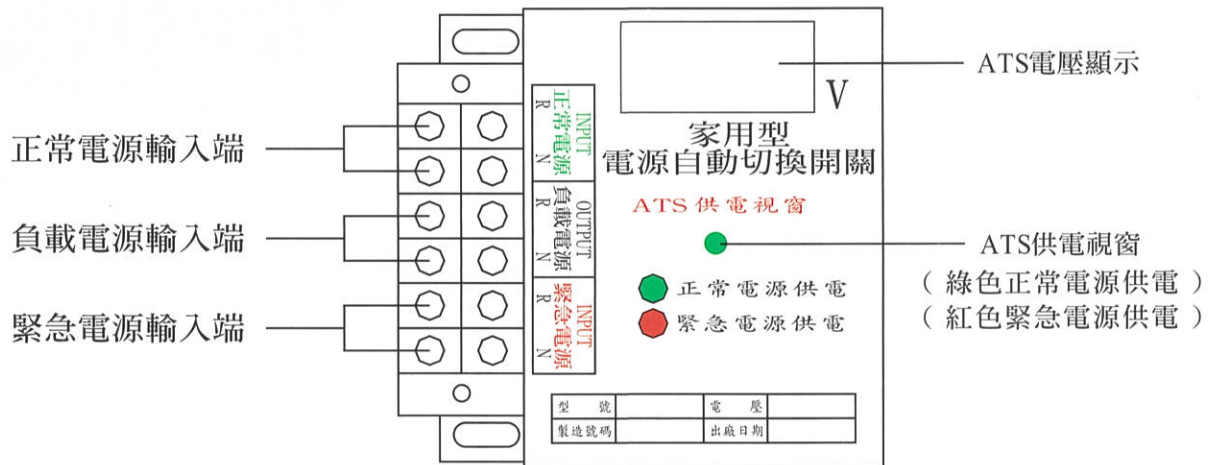 正常電源輸入端
負載電源輸入端
緊急電源輸入端
INPUT
正常電源
R N
OUTPUT
負載電源
R N
INPUT
緊急電源
R N
V
家用型
電源自動切換開關
ATS 供電視窗
正常電源供電
緊急電源供電
型號 電壓
製造號碼 出廠日期
ATS電壓顯示
ATS供電視窗
（綠色正常電源供電）
（紅色緊急電源供電）